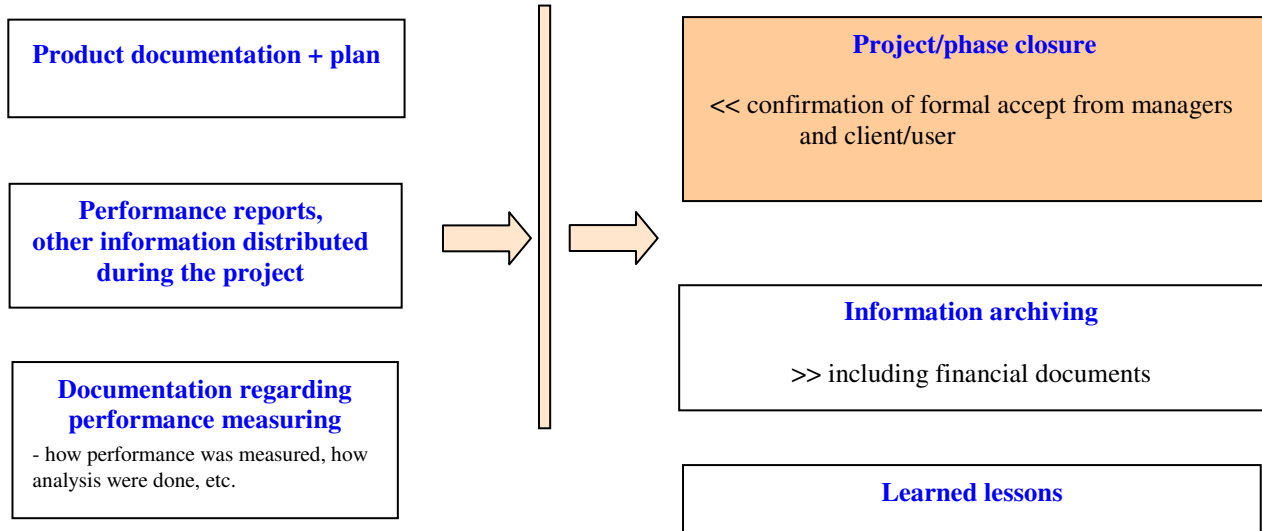 Product documentation + plan
Performance reports,
other information distributed
during the project
Documentation regarding
performance measuring
- how performance was measured, how
analysis were done, etc.
Project/phase closure
<< confirmation of formal accept from managers
and client/user
Information archiving
>> including financial documents
Learned lessons